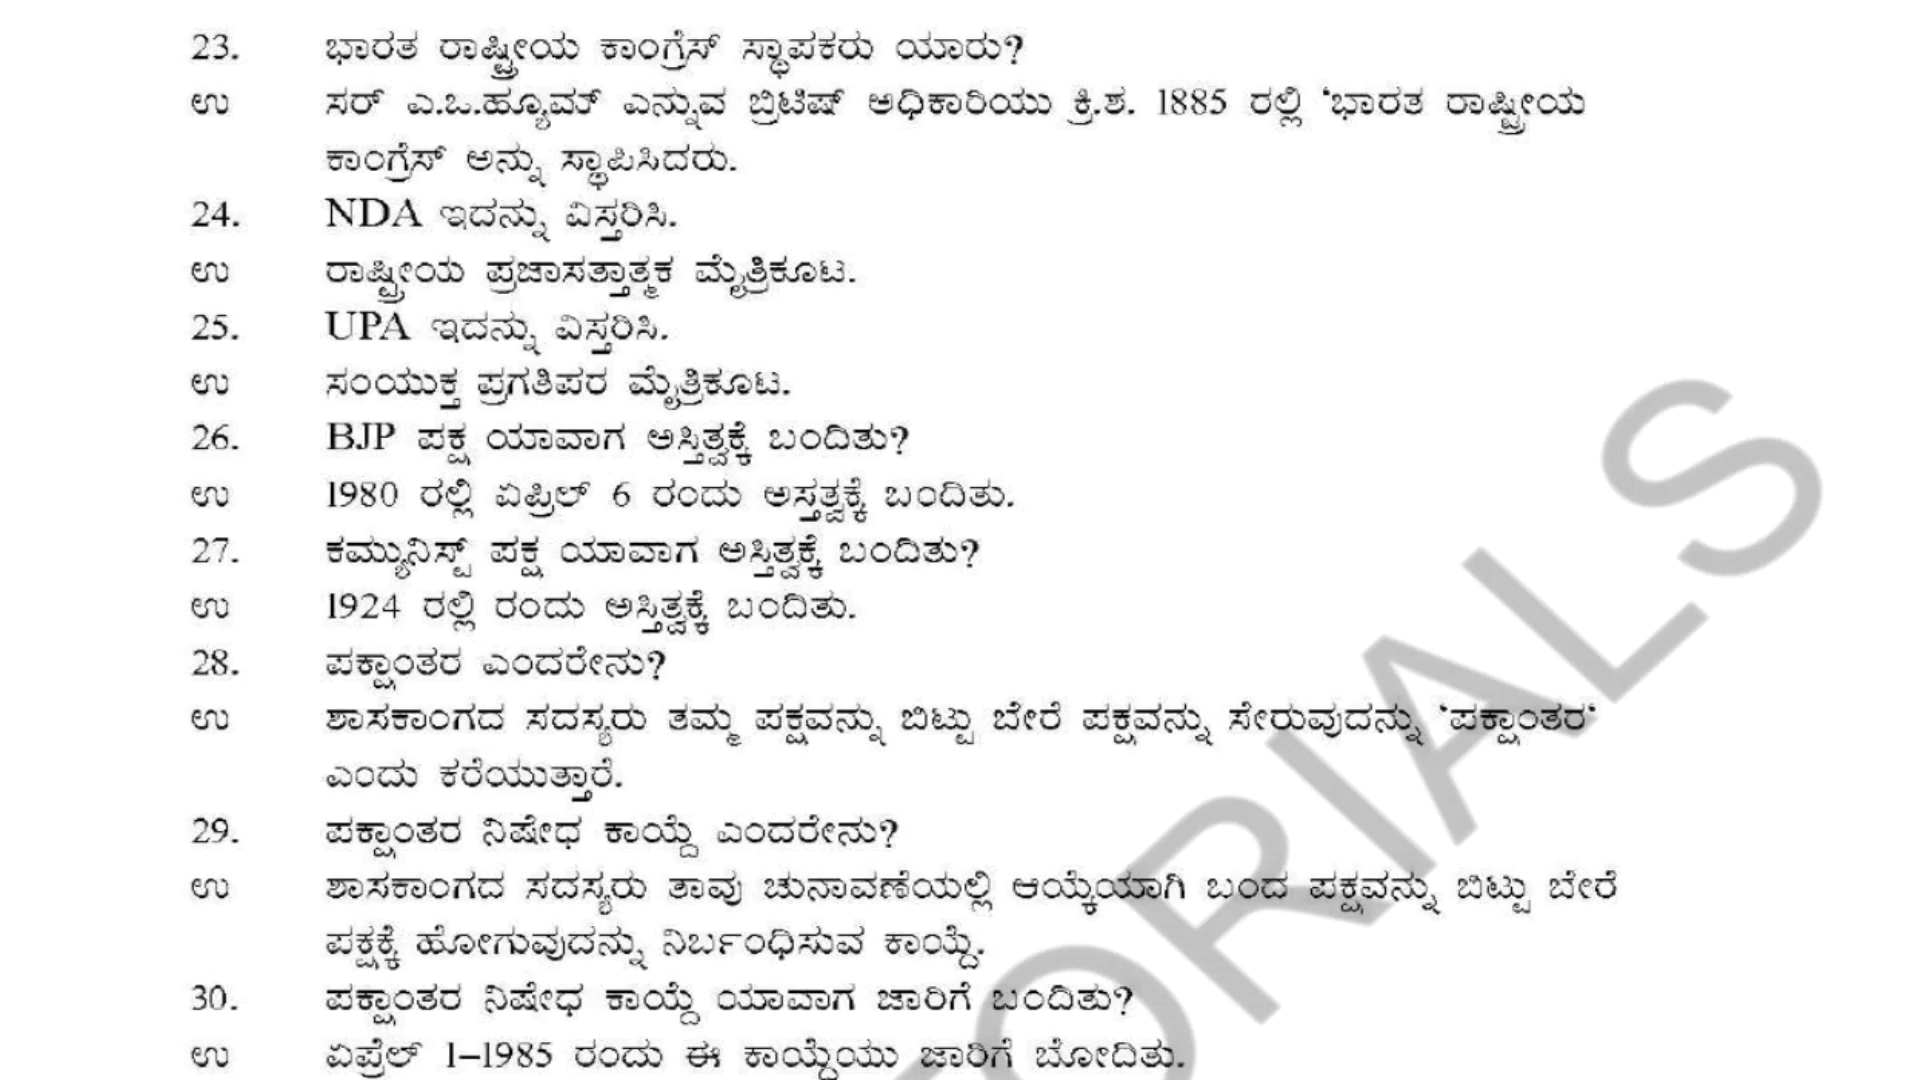 23. ಭಾರತ ರಾಷ್ಟ್ರೀಯ ಕಾಂಗ್ರೆಸ್ ಸ್ಥಾಪಕರು ಯಾರು?
ಉ ಸರ್ ಎ.ಒ.ಹ್ಯೂಮ್ ಎನ್ನುವ ಬ್ರಿಟಿಷ್ ಅಧಿಕಾರಿಯು ಕ್ರಿ.ಶ. 1885 ರಲ್ಲಿ 'ಭಾರತ ರಾಷ್ಟ್ರೀಯ
ಕಾಂಗ್ರೆಸ್ ಅನ್ನು ಸ್ಥಾಪಿಸಿದರು.
24. NDA ಇದನ್ನು ವಿಸ್ತರಿಸಿ.
ಉ ರಾಷ್ಟ್ರೀಯ ಪ್ರಜಾಸತ್ತಾತ್ಮಕ ಮೈತ್ರಿಕೂಟ.
25. UPA ಇದನ್ನು ವಿಸ್ತರಿಸಿ.
ಉ ಸಂಯುಕ್ತ ಪ್ರಗತಿಪರ ಮೈತ್ರಿಕೂಟ.
26. BJP ಪಕ್ಷ ಯಾವಾಗ ಅಸ್ತಿತ್ವಕ್ಕೆ ಬಂದಿತು?
ಉ 1980 ರಲ್ಲಿ ಏಪ್ರಿಲ್ 6 ರಂದು ಅಸ್ತತ್ವಕ್ಕೆ ಬಂದಿತು.
27. ಕಮ್ಯುನಿಸ್ಟ್ ಪಕ್ಷ ಯಾವಾಗ ಅಸ್ತಿತ್ವಕ್ಕೆ ಬಂದಿತು?
ಉ 1924 ರಲ್ಲಿ ರಂದು ಅಸ್ತಿತ್ವಕ್ಕೆ ಬಂದಿತು.
28. ಪಕ್ಷಾಂತರ ಎಂದರೇನು?
ಉ ಶಾಸಕಾಂಗದ ಸದಸ್ಯರು ತಮ್ಮ ಪಕ್ಷವನ್ನು ಬಿಟ್ಟು ಬೇರೆ ಪಕ್ಷವನ್ನು ಸೇರುವುದನ್ನು 'ಪಕ್ಷಾಂತರ'
ಎಂದು ಕರೆಯುತ್ತಾರೆ.
29. ಪಕ್ಷಾಂತರ ನಿಷೇಧ ಕಾಯ್ದೆ ಎಂದರೇನು?
ಉ ಶಾಸಕಾಂಗದ ಸದಸ್ಯರು ತಾವು ಚುನಾವಣೆಯಲ್ಲಿ ಆಯ್ಕೆಯಾಗಿ ಬಂದ ಪಕ್ಷವನ್ನು ಬಿಟ್ಟು ಬೇರೆ
ಪಕ್ಷಕ್ಕೆ ಹೋಗುವುದನ್ನು ನಿರ್ಬಂಧಿಸುವ ಕಾಯ್ದೆ.
30. ಪಕ್ಷಾಂತರ ನಿಷೇಧ ಕಾಯ್ದೆ ಯಾವಾಗ ಜಾರಿಗೆ ಬಂದಿತು?
ಉ ಏಪ್ರೆಲ್ 1–1985 ರಂದು ಈ ಕಾಯ್ದೆಯು ಜಾರಿಗೆ ಬೋದಿತು.
ORIALS